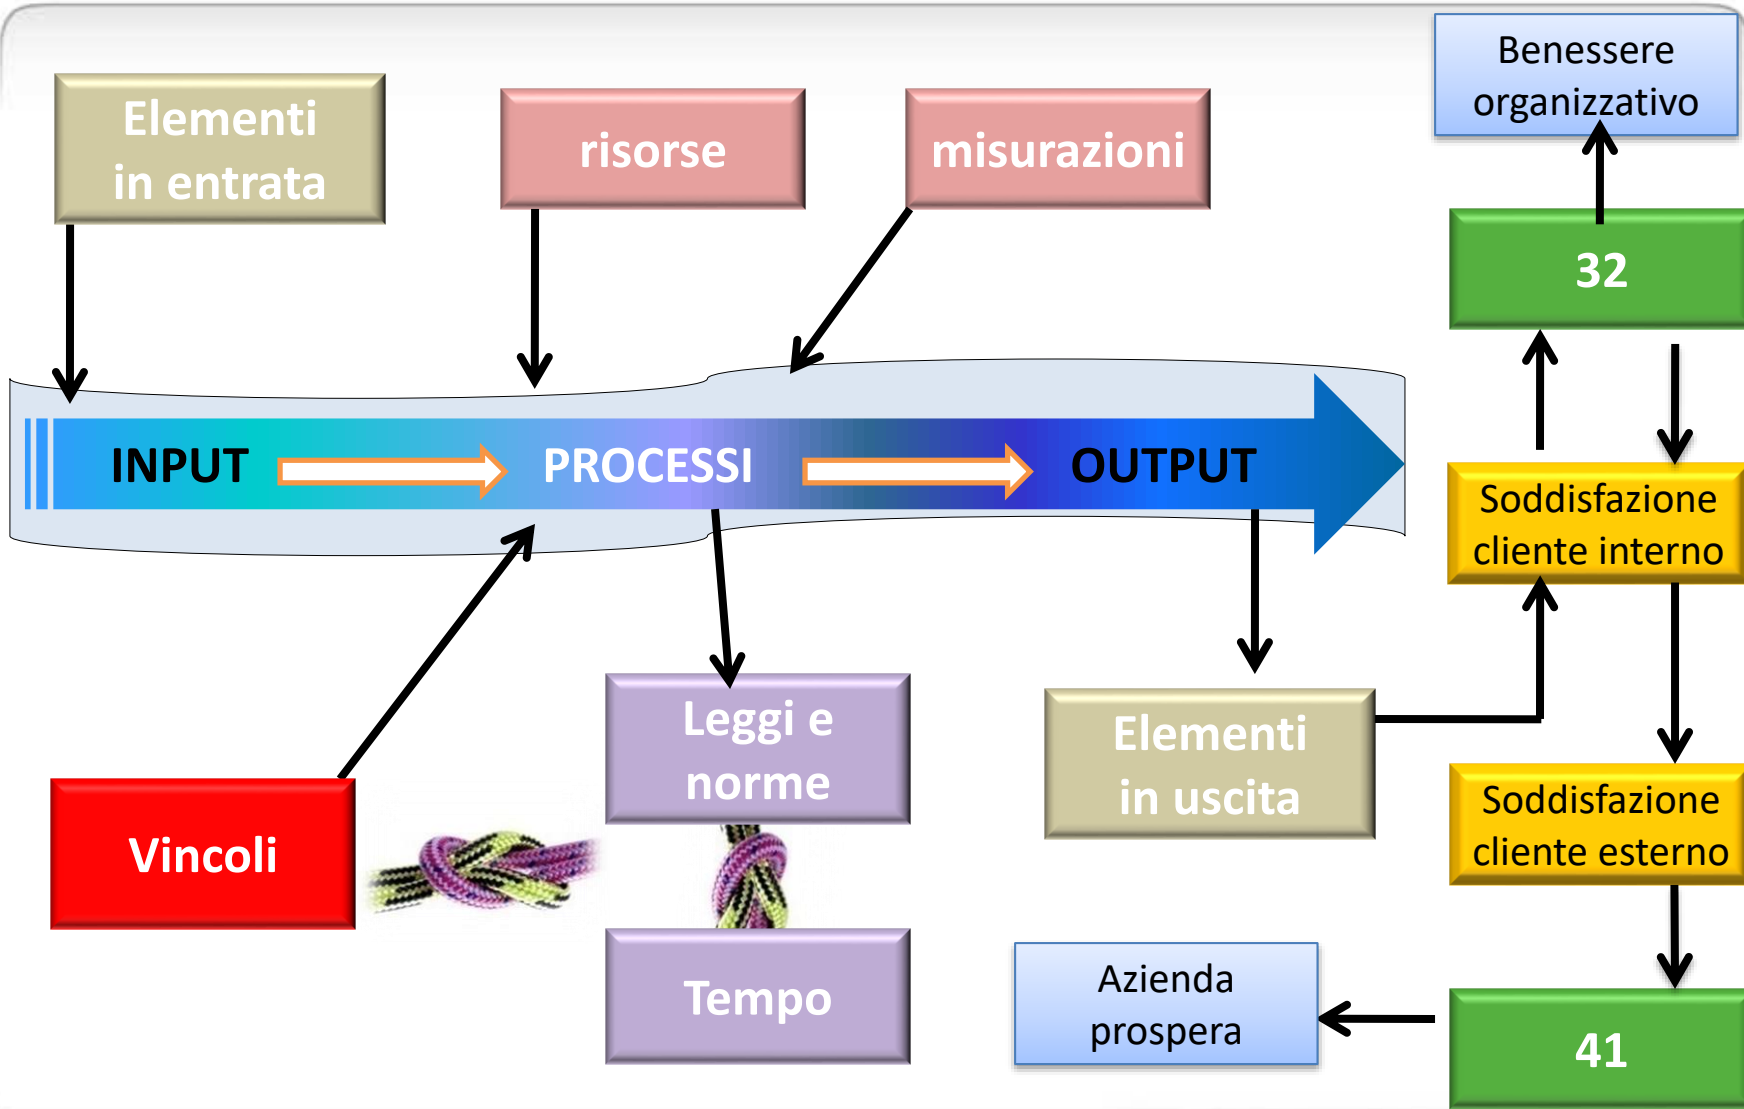 Benessere
organizzativo
Elementi
in entrata
risorse
misurazioni
32
INPUT
PROCESSI
OUTPUT
Soddisfazione
cliente interno
Leggi e
norme
Elementi
in uscita
Vincoli
Soddisfazione
cliente esterno
Tempo
Azienda
prospera
41